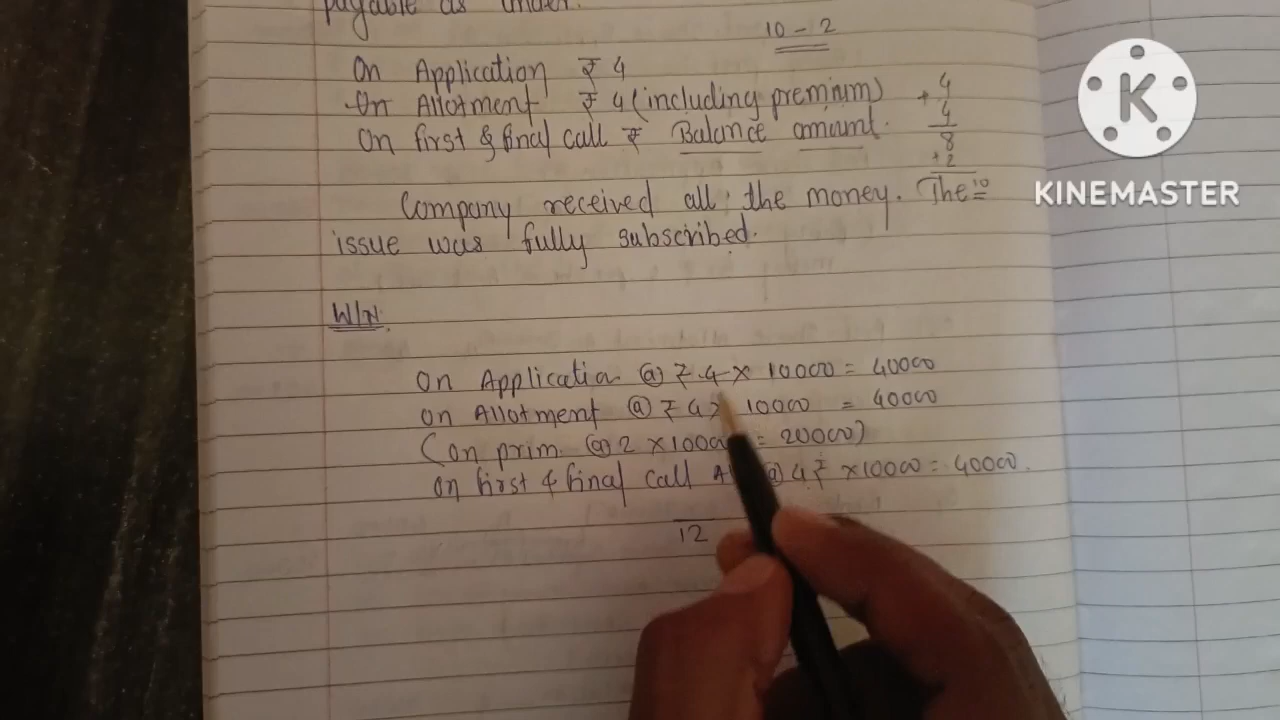 payable as under.
10 - 2
On Application ₹ 4
On Allotment ₹ 4 (including premium)
On first & final call ₹ Balance amount.
+ 4
4
8
+ 2
10
Company received all the money. The
issue was fully subscribed.
W/N
On Application @ ₹ 4 × 10000 = 40000
On Allotment @ ₹ 4 × 10000 = 40000
(on prim. @ 2 × 10000 = 20000)
On first & final call @ 4 ₹ × 10000 = 40000
12
K
KINEMASTER